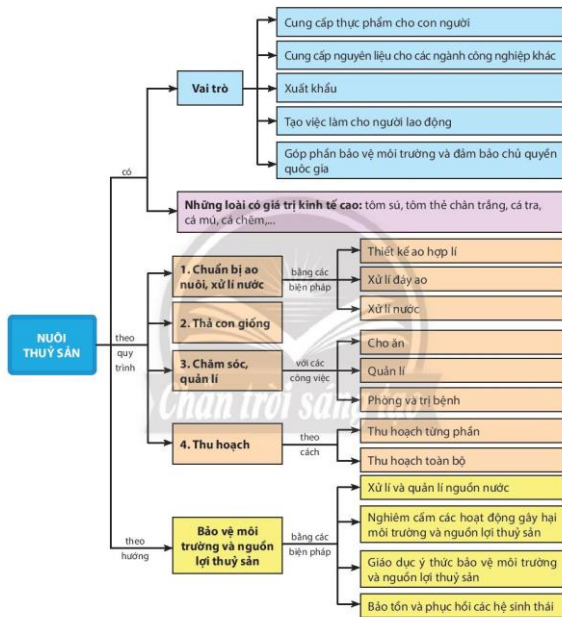 NUÔI
THUỶ SẢN
có
Vai trò
Cung cấp thực phẩm cho con người
Cung cấp nguyên liệu cho các ngành công nghiệp khác
Xuất khẩu
Tạo việc làm cho người lao động
Góp phần bảo vệ môi trường và đảm bảo chủ quyền
quốc gia
Những loài có giá trị kinh tế cao: tôm sú, tôm thẻ chân trắng, cá tra,
cá mú, cá chẽm,...
theo
quy
trình
1. Chuẩn bị ao
nuôi, xử lí nước
bằng các
biện pháp
Thiết kế ao hợp lí
Xử lí đáy ao
Xử lí nước
2. Thả con giống
3. Chăm sóc,
quản lí
với các
công việc
Cho ăn
Quản lí
Phòng và trị bệnh
4. Thu hoạch
theo
cách
Thu hoạch từng phần
Thu hoạch toàn bộ
theo
hướng
Bảo vệ môi
trường và nguồn
lợi thuỷ sản
bằng các
biện pháp
Xử lí và quản lí nguồn nước
Nghiêm cấm các hoạt động gây hại
môi trường và nguồn lợi thuỷ sản
Giáo dục ý thức bảo vệ môi trường
và nguồn lợi thuỷ sản
Bảo tồn và phục hồi các hệ sinh thái
Chân trời sáng tạo